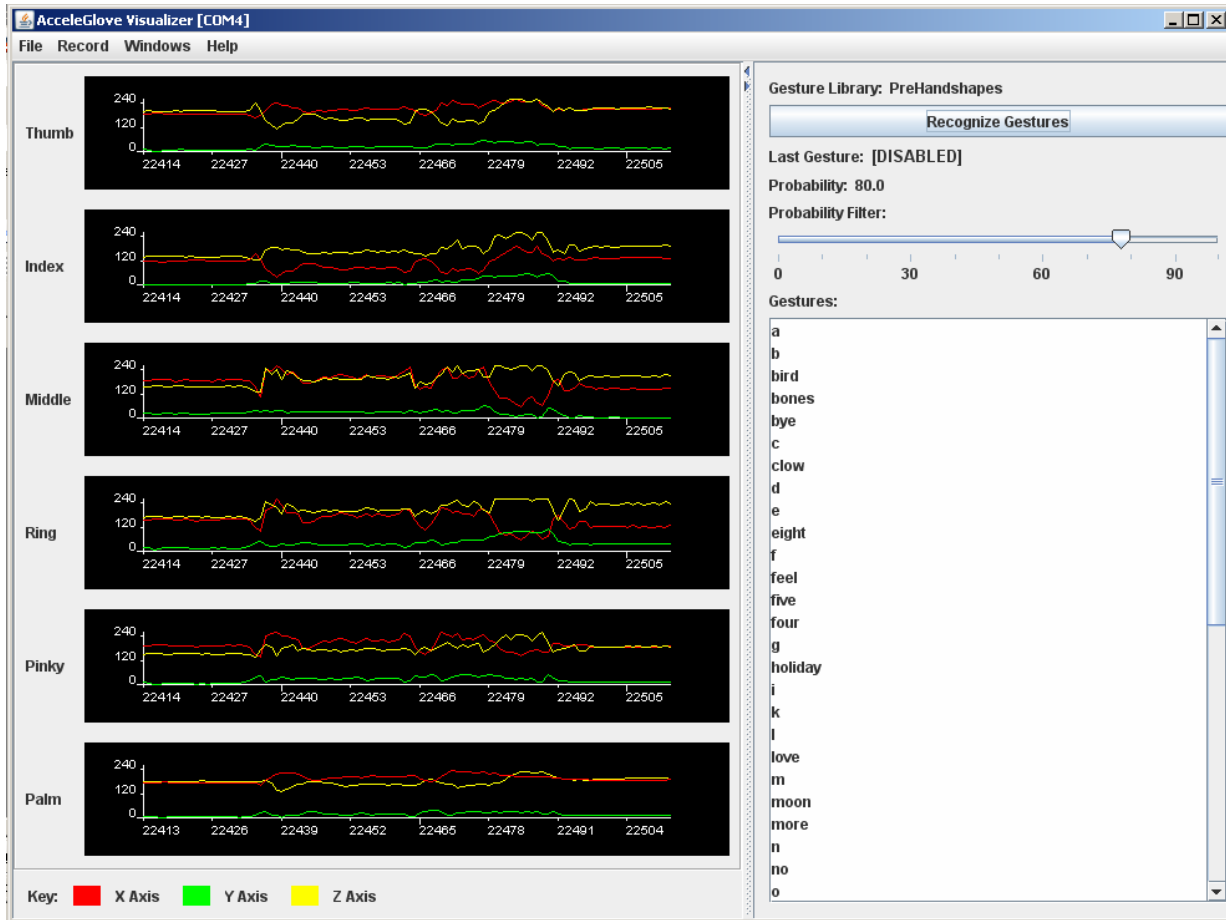 AcceleGlove Visualizer [COM4]
File Record Windows Help
Thumb
240
120
0
22414 22427 22440 22453 22466 22479 22492 22505
Index
240
120
0
22414 22427 22440 22453 22466 22479 22492 22505
Middle
240
120
0
22414 22427 22440 22453 22466 22479 22492 22505
Ring
240
120
0
22414 22427 22440 22453 22466 22479 22492 22505
Pinky
240
120
0
22414 22427 22440 22453 22466 22479 22492 22505
Palm
240
120
0
22413 22426 22439 22452 22465 22478 22491 22504
Key: X Axis Y Axis Z Axis
Gesture Library: PreHandshapes
Recognize Gestures
Last Gesture: [DISABLED]
Probability: 80.0
Probability Filter:
0 30 60 90
Gestures:
a
b
bird
bones
bye
c
clow
d
e
eight
f
feel
five
four
g
holiday
i
k
l
love
m
moon
more
n
no
o